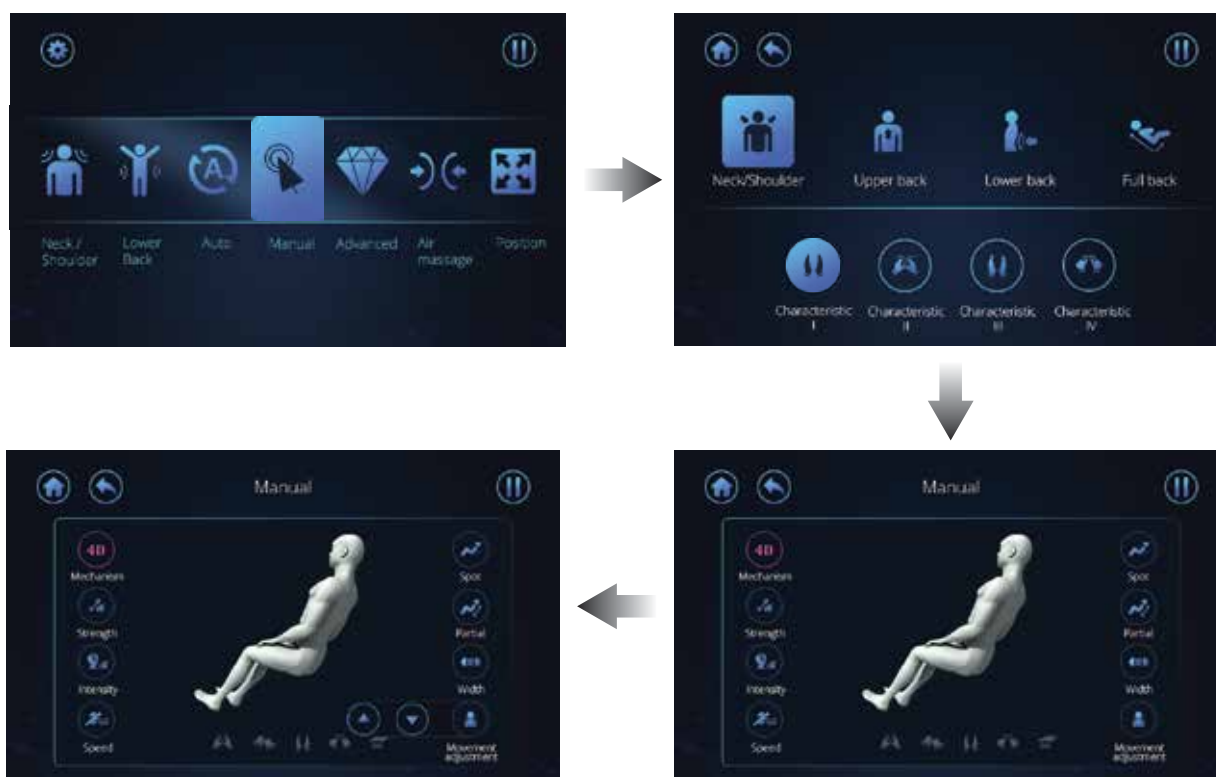 Neck/Shoulder Upper back Lower back Full back
Neck / Lower Auto Manual Advanced Air Position
Shoulder Back massage
Characteristic Characteristic Characteristic Characteristic
I II III IV
Manual
4D
Mechanism Spot
Strength Partial
Intensity Width
Speed Movement
adjustment
Manual
4D
Mechanism Spot
Strength Partial
Intensity Width
Speed Movement
adjustment